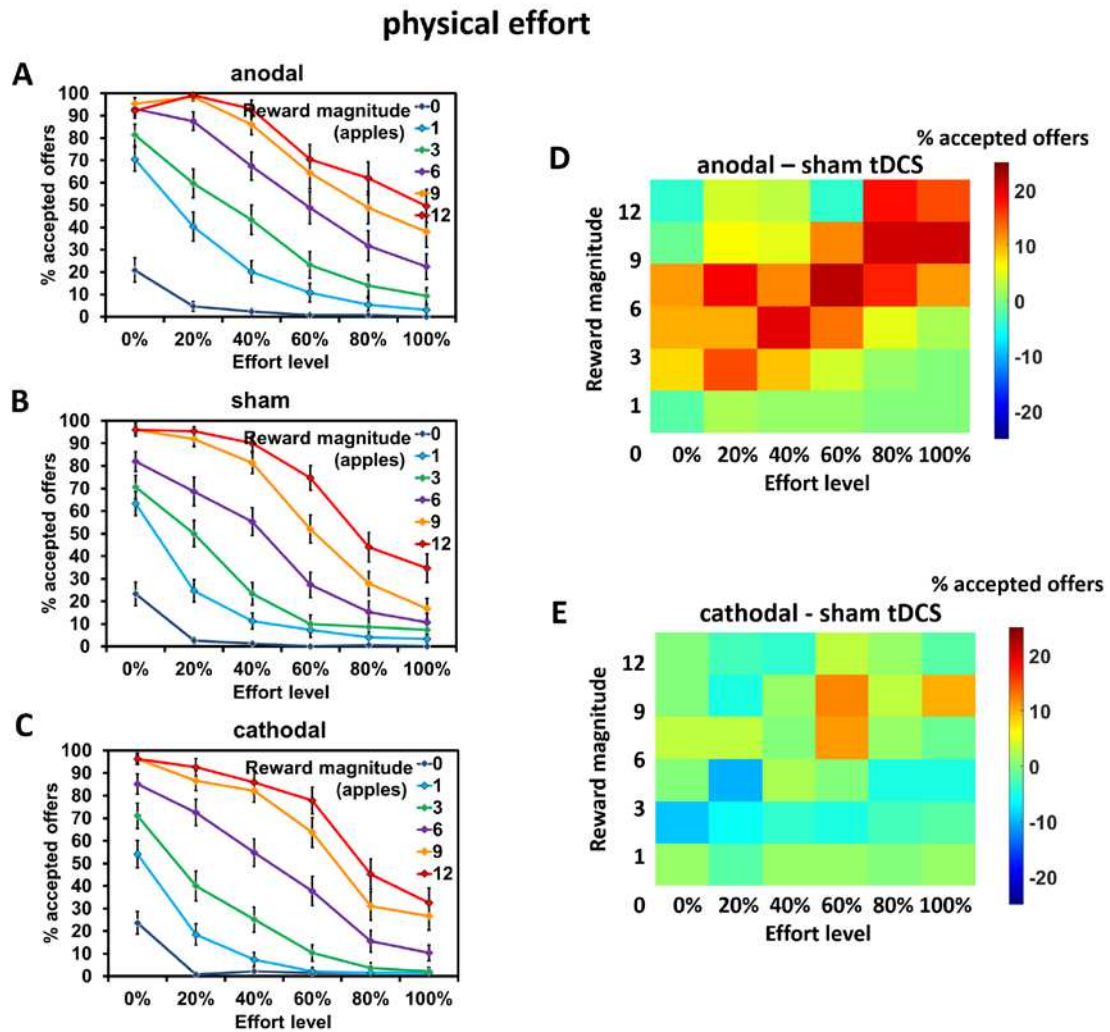 physical effort
A
anodal
% accepted offers
100
90
80
70
60
50
40
30
20
10
0
Reward magnitude
(apples)
0
1
3
6
9
12
0% 20% 40% 60% 80% 100%
Effort level
B
sham
% accepted offers
100
90
80
70
60
50
40
30
20
10
0
Reward magnitude
(apples)
0
1
3
6
9
12
0% 20% 40% 60% 80% 100%
Effort level
C
cathodal
% accepted offers
100
90
80
70
60
50
40
30
20
10
0
Reward magnitude
(apples)
0
1
3
6
9
12
0% 20% 40% 60% 80% 100%
Effort level
D
% accepted offers
anodal – sham tDCS
Reward magnitude
12
9
6
3
1
0
0% 20% 40% 60% 80% 100%
Effort level
20
10
0
-10
-20
E
% accepted offers
cathodal - sham tDCS
Reward magnitude
12
9
6
3
1
0
0% 20% 40% 60% 80% 100%
Effort level
20
10
0
-10
-20